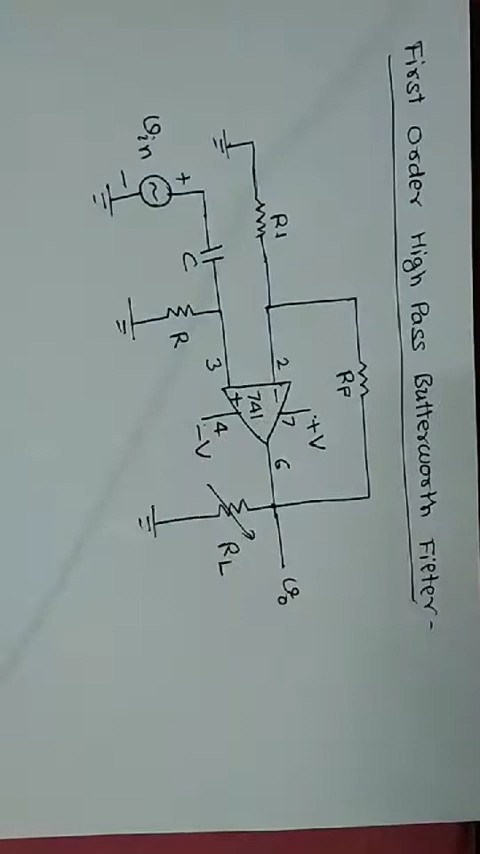 First Order High Pass Butterworth Filter -
RF
R1
+V
2
7
-
741
6
vo
+
vin
+
-
C
3
4
-V
R
RL